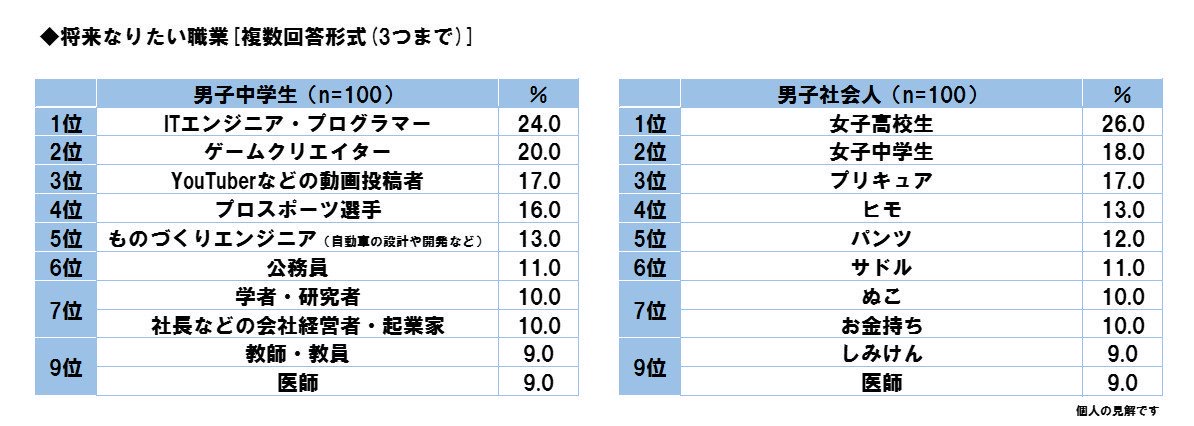 ◆将来なりたい職業[複数回答形式(3つまで)]
男子中学生（n=100） %
1位 ITエンジニア・プログラマー 24.0
2位 ゲームクリエイター 20.0
3位 YouTuberなどの動画投稿者 17.0
4位 プロスポーツ選手 16.0
5位 ものづくりエンジニア（自動車の設計や開発など） 13.0
6位 公務員 11.0
7位 学者・研究者 10.0
社長などの会社経営者・起業家 10.0
9位 教師・教員 9.0
医師 9.0
男子社会人（n=100） %
1位 女子高校生 26.0
2位 女子中学生 18.0
3位 プリキュア 17.0
4位 ヒモ 13.0
5位 パンツ 12.0
6位 サドル 11.0
7位 ぬこ 10.0
お金持ち 10.0
9位 しみけん 9.0
医師 9.0
個人の見解です